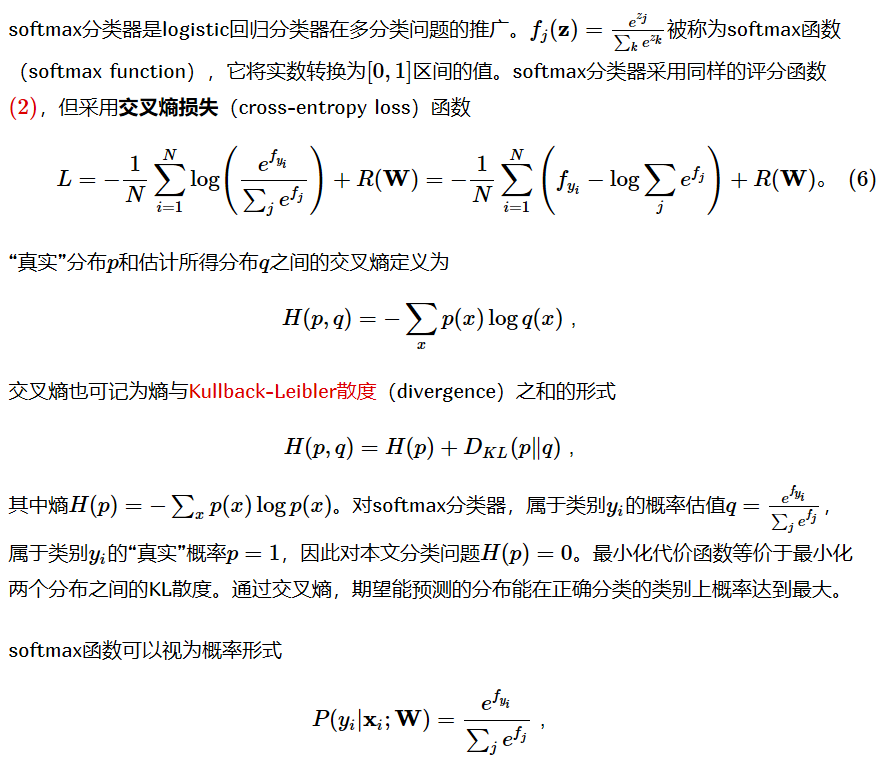 softmax分类器是logistic回归分类器在多分类问题的推广。$f_j(\mathbf{z})=\frac{e^{z_j}}{\sum_k e^{z_k}}$被称为softmax函数
（softmax function），它将实数转换为$[0,1]$区间的值。softmax分类器采用同样的评分函数
(2)，但采用交叉熵损失（cross-entropy loss）函数
$L=-\frac{1}{N}\sum_{i=1}^{N}\log\left(\frac{e^{f_{y_i}}}{\sum_j e^{f_j}}\right)+R(\mathbf{W})=-\frac{1}{N}\sum_{i=1}^{N}\left(f_{y_i}-\log\sum_j e^{f_j}\right)+R(\mathbf{W})$。 (6)
“真实”分布$p$和估计所得分布$q$之间的交叉熵定义为
$H(p,q)=-\sum_x p(x)\log q(x)$，
交叉熵也可记为熵与Kullback-Leibler散度（divergence）之和的形式
$H(p,q)=H(p)+D_{KL}(p\|q)$，
其中熵$H(p)=-\sum_x p(x)\log p(x)$。对softmax分类器，属于类别$y_i$的概率估值$q=\frac{e^{f_{y_i}}}{\sum_j e^{f_j}}$，
属于类别$y_i$的“真实”概率$p=1$，因此对本文分类问题$H(p)=0$。最小化代价函数等价于最小化
两个分布之间的KL散度。通过交叉熵，期望能预测的分布能在正确分类的类别上概率达到最大。
softmax函数可以视为概率形式
$P(y_i|\mathbf{x}_i;\mathbf{W})=\frac{e^{f_{y_i}}}{\sum_j e^{f_j}}$，